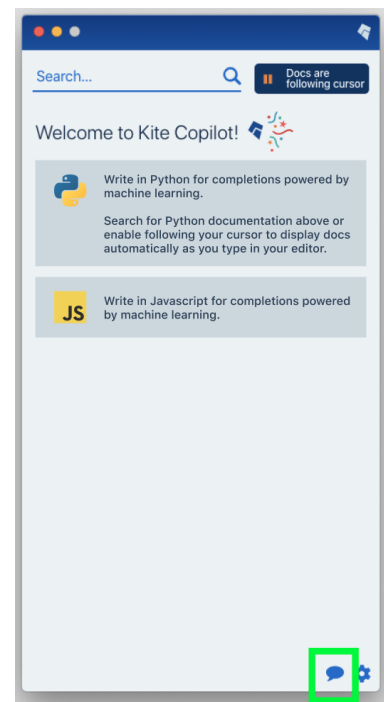 Search...
Docs are
following cursor
Welcome to Kite Copilot!
Write in Python for completions powered by
machine learning.
Search for Python documentation above or
enable following your cursor to display docs
automatically as you type in your editor.
JS
Write in Javascript for completions powered
by machine learning.